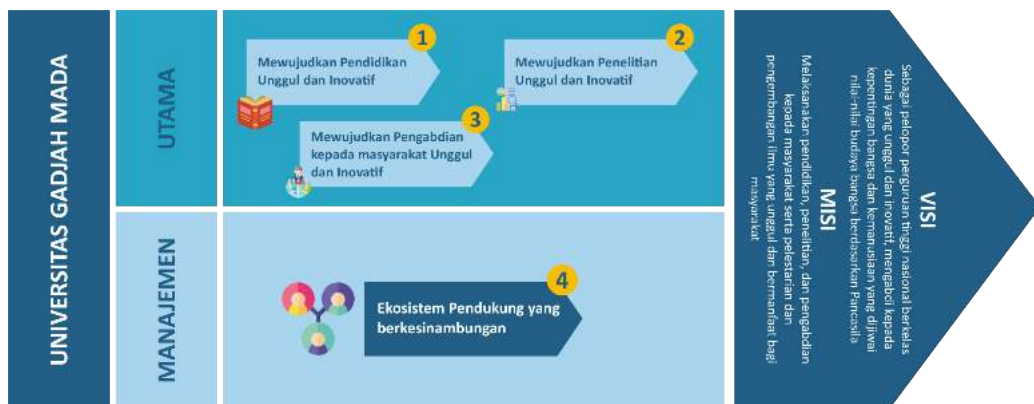 UNIVERSITAS GADJAH MADA
UTAMA
1
Mewujudkan Pendidikan
Unggul dan Inovatif
2
Mewujudkan Penelitian
Unggul dan Inovatif
3
Mewujudkan Pengabdian
kepada masyarakat Unggul
dan Inovatif
MANAJEMEN
4
Ekosistem Pendukung yang
berkesinambungan
VISI
Sebagai pelopor perguruan tinggi nasional berkelas
dunia yang unggul dan inovatif, mengabdi kepada
kepentingan bangsa dan kemanusiaan yang dijiwai
nilai-nilai budaya bangsa berdasarkan Pancasila
MISI
Melaksanakan pendidikan, penelitian, dan pengabdian
kepada masyarakat serta pelestarian dan
pengembangan ilmu yang unggul dan bermanfaat bagi
masyarakat